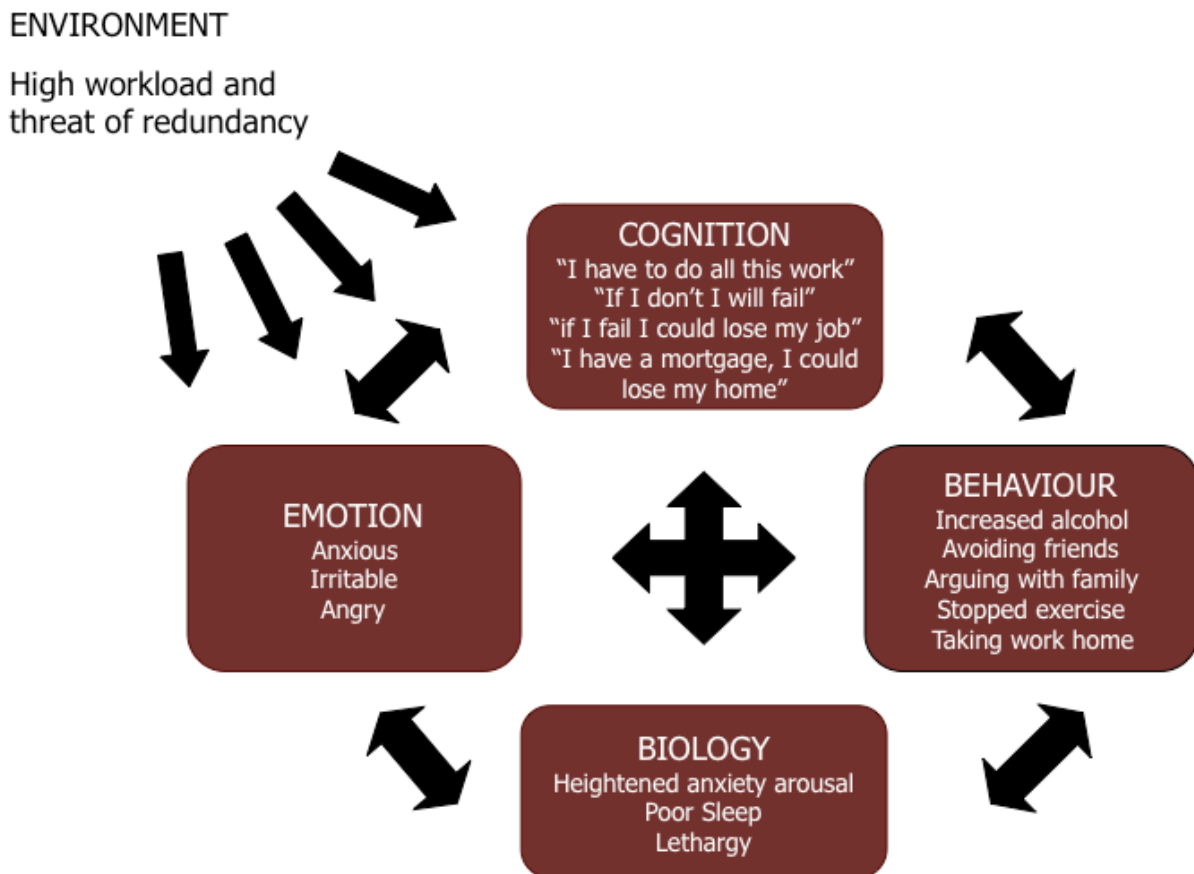 ENVIRONMENT
High workload and
threat of redundancy
COGNITION
“I have to do all this work”
“If I don’t I will fail”
“if I fail I could lose my job”
“I have a mortgage, I could
lose my home”
EMOTION
Anxious
Irritable
Angry
BEHAVIOUR
Increased alcohol
Avoiding friends
Arguing with family
Stopped exercise
Taking work home
BIOLOGY
Heightened anxiety arousal
Poor Sleep
Lethargy